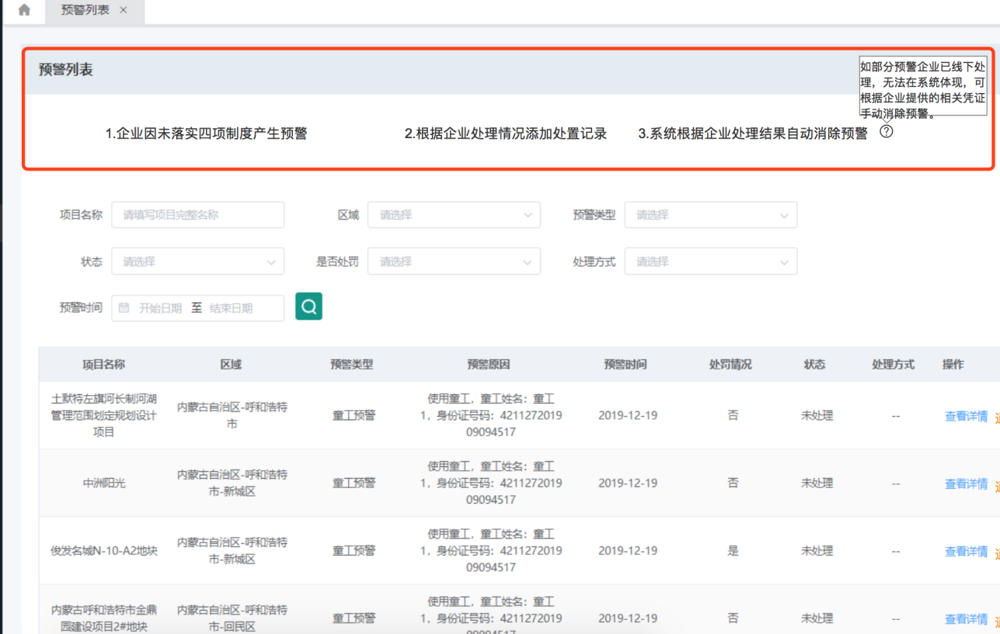 预警列表 ×
预警列表
如部分预警企业已线下处
理，无法在系统体现，可
根据企业提供的相关凭证
手动消除预警。
1.企业因未落实四项制度产生预警 2.根据企业处理情况添加处置记录 3.系统根据企业处理结果自动消除预警 ?
项目名称 请填写项目完整名称 区域 请选择 预警类型 请选择
状态 请选择 是否处罚 请选择 处理方式 请选择
预警时间 开始日期 至 结束日期
项目名称 区域 预警类型 预警原因 预警时间 处罚情况 状态 处理方式 操作
土默特左旗河长制河湖
管理范围划定规划设计
项目
内蒙古自治区-呼和浩特
市
童工预警
使用童工，童工姓名：童工
1，身份证号码：4211272019
09094517
2019-12-19 否 未处理 -- 查看详情
中洲阳光
内蒙古自治区-呼和浩特
市-新城区
童工预警
使用童工，童工姓名：童工
1，身份证号码：4211272019
09094517
2019-12-19 否 未处理 -- 查看详情
俊发名城N-10-A2地块
内蒙古自治区-呼和浩特
市-新城区
童工预警
使用童工，童工姓名：童工
1，身份证号码：4211272019
09094517
2019-12-19 是 未处理 -- 查看详情
内蒙古呼和浩特市金鼎
园建设项目2#地块
内蒙古自治区-呼和浩特
市-回民区
童工预警
使用童工，童工姓名：童工
1，身份证号码：4211272019
2019-12-19 否 未处理 -- 查看详情